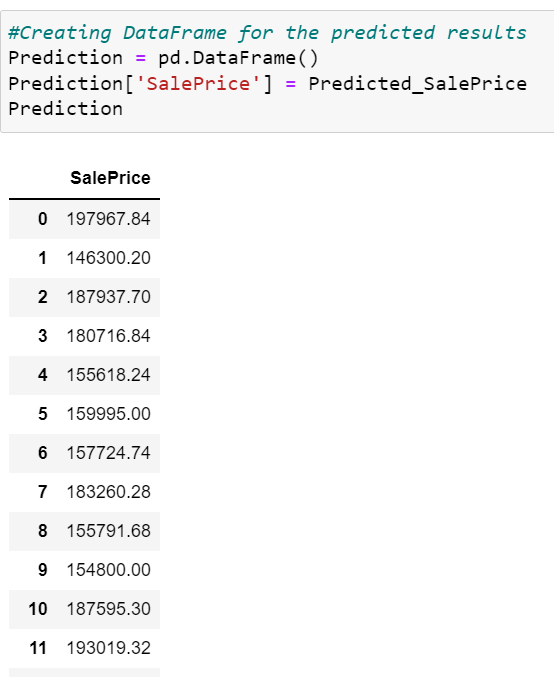 #Creating DataFrame for the predicted results
Prediction = pd.DataFrame()
Prediction['SalePrice'] = Predicted_SalePrice
Prediction
SalePrice
0 197967.84
1 146300.20
2 187937.70
3 180716.84
4 155618.24
5 159995.00
6 157724.74
7 183260.28
8 155791.68
9 154800.00
10 187595.30
11 193019.32